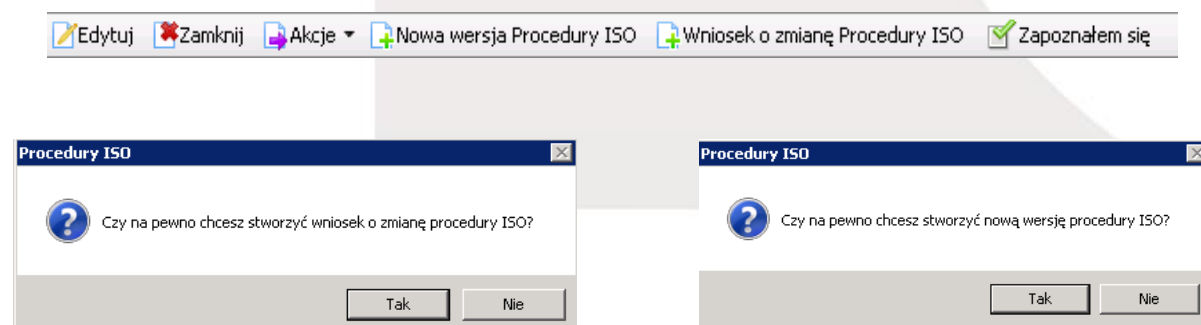 Edytuj Zamknij Akcje Nowa wersja Procedury ISO Wniosek o zmianę Procedury ISO Zapoznałem się
Procedury ISO
Czy na pewno chcesz stworzyć wniosek o zmianę procedury ISO?
Tak Nie
Procedury ISO
Czy na pewno chcesz stworzyć nową wersję procedury ISO?
Tak Nie